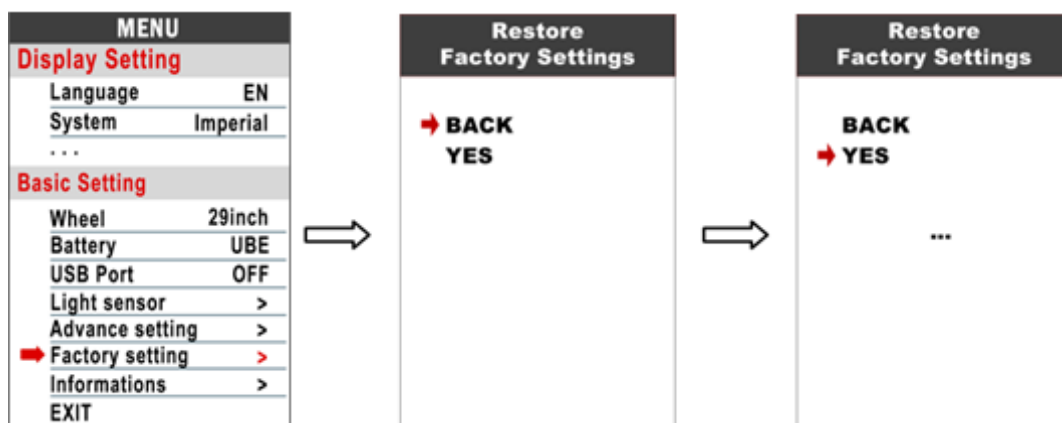 MENU
Display Setting
Language EN
System Imperial
...
Basic Setting
Wheel 29inch
Battery UBE
USB Port OFF
Light sensor >
Advance setting >
Factory setting >
Informations >
EXIT
Restore
Factory Settings
BACK
YES
Restore
Factory Settings
BACK
YES
...